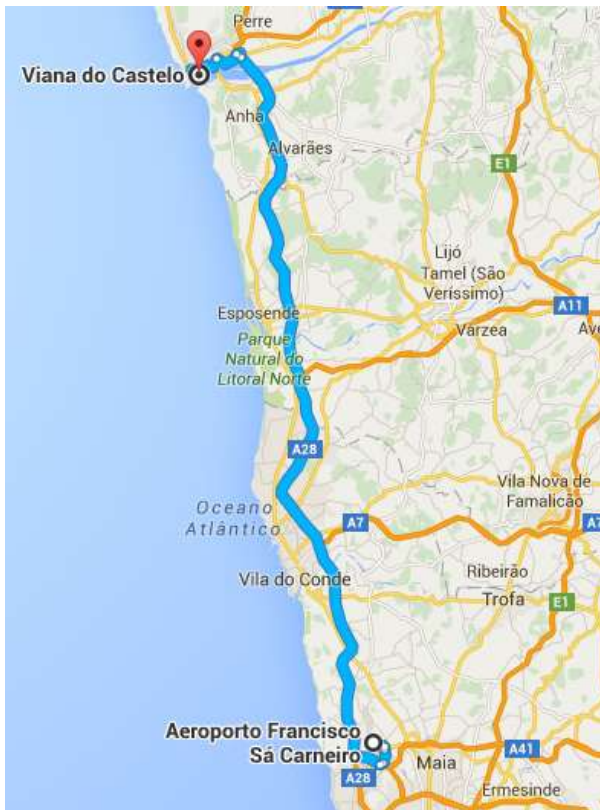 Perre
Viana do Castelo
Anha
Alvarães
E1
Lijó
Tamel (São
Veríssimo)
A11
Esposende
Varzea
Ave
Parque
Natural do
Litoral Norte
A28
Vila Nova de
Famalicão
Oceano
Atlântico
A7
A7
Vila do Conde
Ribeirão
Trofa
E1
Aeroporto Francisco
Sá Carneiro
A41
Maia
A28
Ermesinde